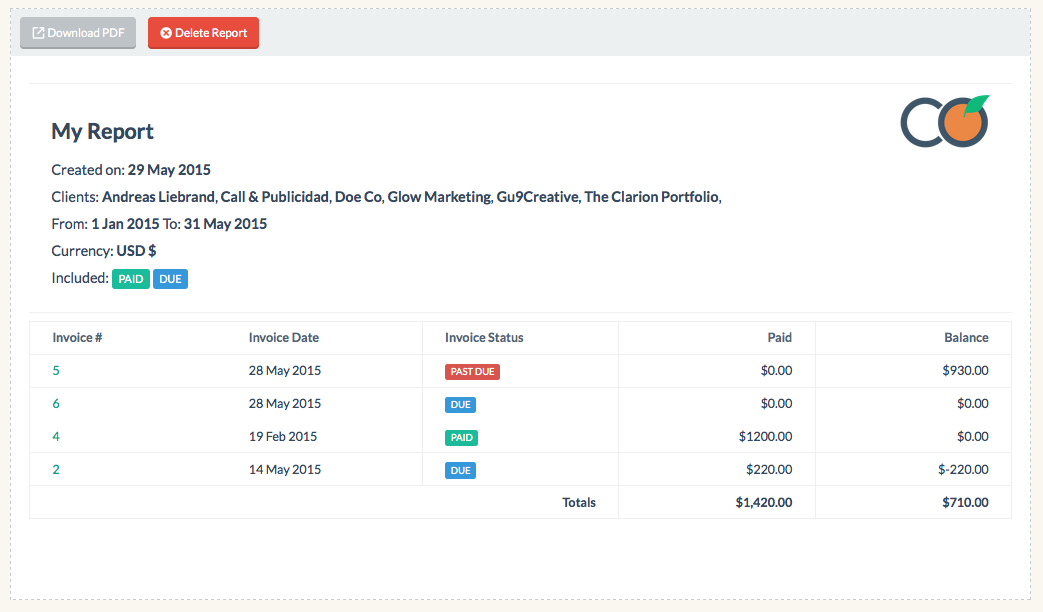 Download PDF Delete Report
My Report
Created on: 29 May 2015
Clients: Andreas Liebrand, Call & Publicidad, Doe Co, Glow Marketing, Gu9Creative, The Clarion Portfolio,
From: 1 Jan 2015 To: 31 May 2015
Currency: USD $
Included: PAID DUE
Invoice # Invoice Date Invoice Status Paid Balance
5 28 May 2015 PAST DUE $0.00 $930.00
6 28 May 2015 DUE $0.00 $0.00
4 19 Feb 2015 PAID $1200.00 $0.00
2 14 May 2015 DUE $220.00 $-220.00
Totals $1,420.00 $710.00